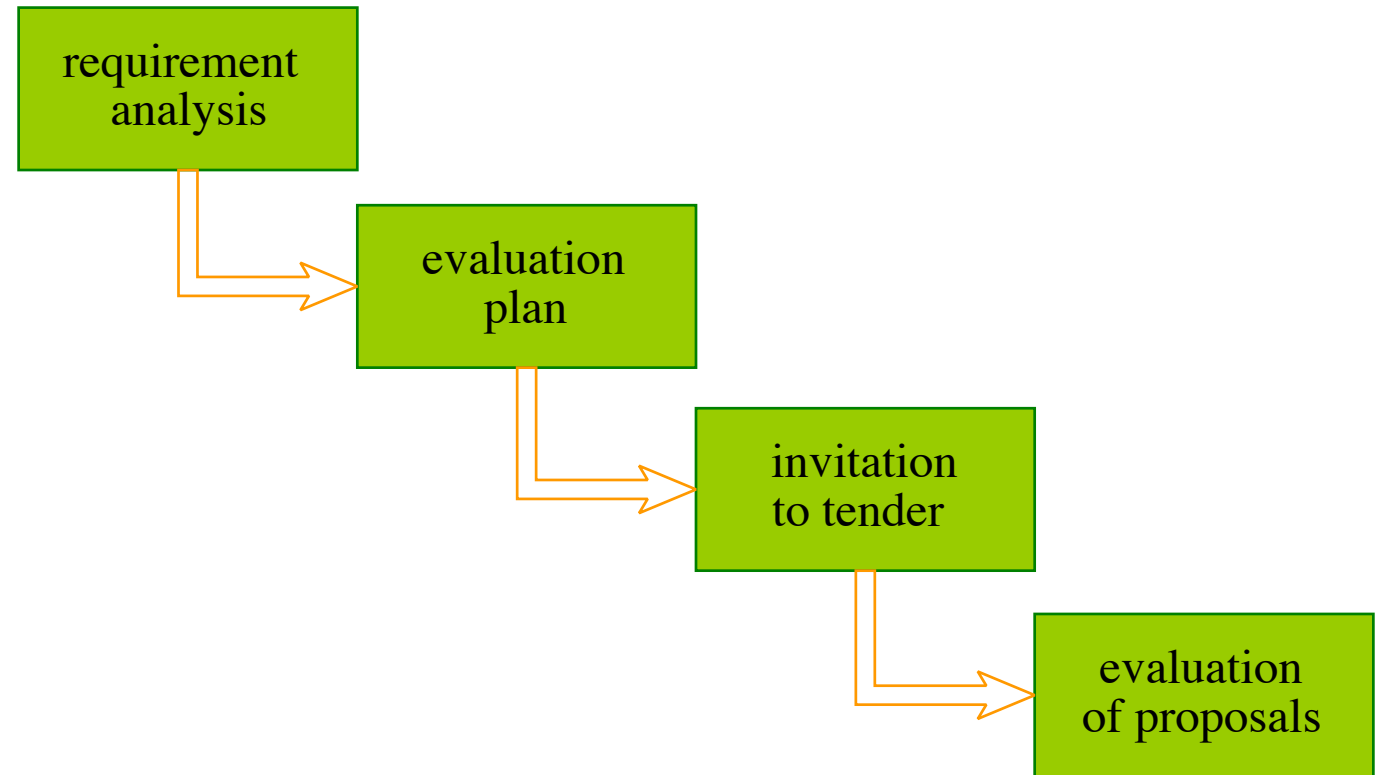 requirement
analysis
evaluation
plan
invitation
to tender
evaluation
of proposals